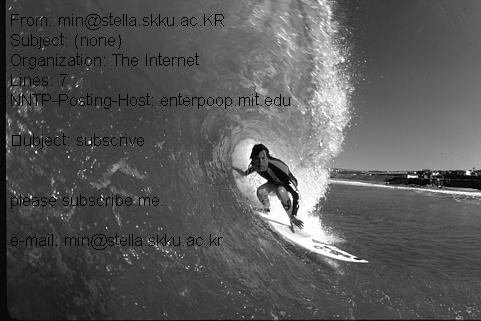 From: min@stella.skku.ac.KR
Subject: (none)
Organization: The Internet
Lines: 7
NNTP-Posting-Host: enterpoop.mit.edu
ubject: subscrive
please subscribe me.
e-mail: min@stella.skku.ac.kr